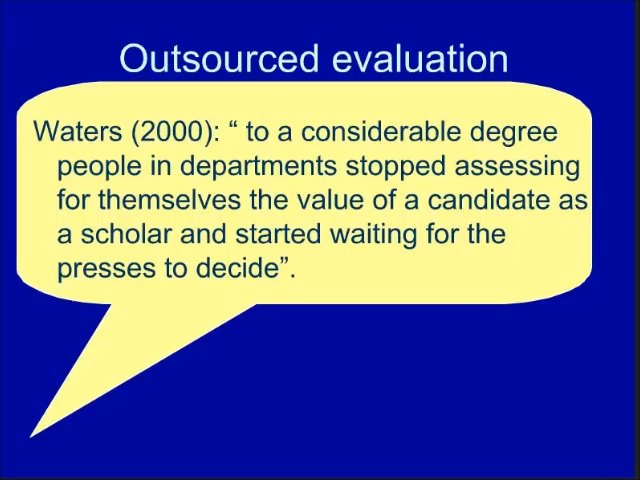 Outsourced evaluation
Waters (2000): “ to a considerable degree
people in departments stopped assessing
for themselves the value of a candidate as
a scholar and started waiting for the
presses to decide”.